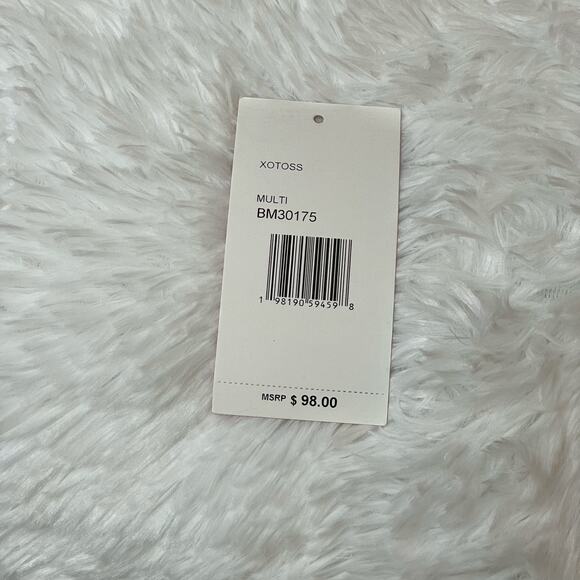 XOTOSS
MULTI
BM30175
1 98190 59459 8
MSRP $ 98.00